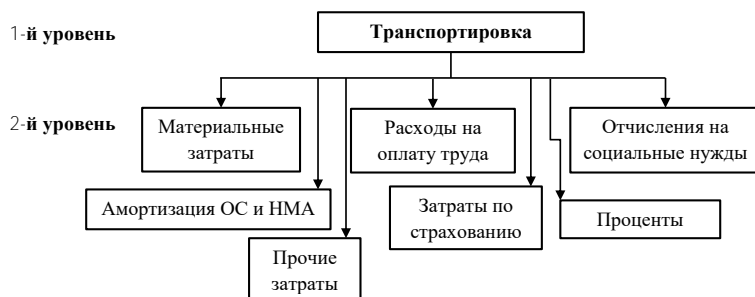 1-й уровень
Транспортировка
2-й уровень
Материальные
затраты
Расходы на
оплату труда
Отчисления на
социальные нужды
Амортизация ОС и НМА
Затраты по
страхованию
Проценты
Прочие
затраты